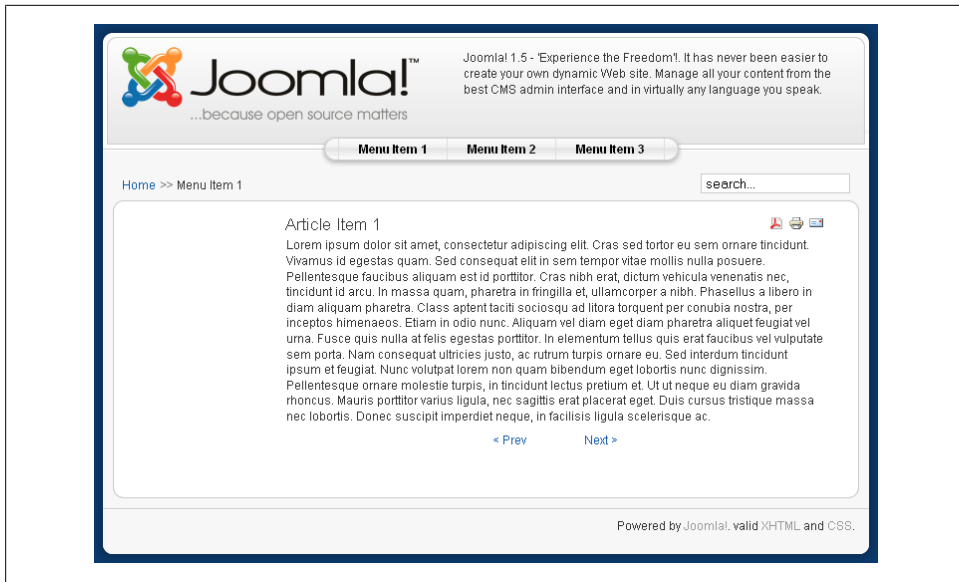 Joomla!™
...because open source matters
Joomla! 1.5 - 'Experience the Freedom'!. It has never been easier to
create your own dynamic Web site. Manage all your content from the
best CMS admin interface and in virtually any language you speak.
Menu Item 1 Menu Item 2 Menu Item 3
Home >> Menu Item 1
search...
Article Item 1
Lorem ipsum dolor sit amet, consectetur adipiscing elit. Cras sed tortor eu sem ornare tincidunt.
Vivamus id egestas quam. Sed consequat elit in sem tempor vitae mollis nulla posuere.
Pellentesque faucibus aliquam est id porttitor. Cras nibh erat, dictum vehicula venenatis nec,
tincidunt id arcu. In massa quam, pharetra in fringilla et, ullamcorper a nibh. Phasellus a libero in
diam aliquam pharetra. Class aptent taciti sociosqu ad litora torquent per conubia nostra, per
inceptos himenaeos. Etiam in odio nunc. Aliquam vel diam eget diam pharetra aliquet feugiat vel
urna. Fusce quis nulla at felis egestas porttitor. In elementum tellus quis erat faucibus vel vulputate
sem porta. Nam consequat ultricies justo, ac rutrum turpis ornare eu. Sed interdum tincidunt
ipsum et feugiat. Nunc volutpat lorem non quam bibendum eget lobortis nunc dignissim.
Pellentesque ornare molestie turpis, in tincidunt lectus pretium et. Ut ut neque eu diam gravida
rhoncus. Mauris porttitor varius ligula, nec sagittis erat placerat eget. Duis cursus tristique massa
nec lobortis. Donec suscipit imperdiet neque, in facilisis ligula scelerisque ac.
< Prev Next >
Powered by Joomla!. valid XHTML and CSS.